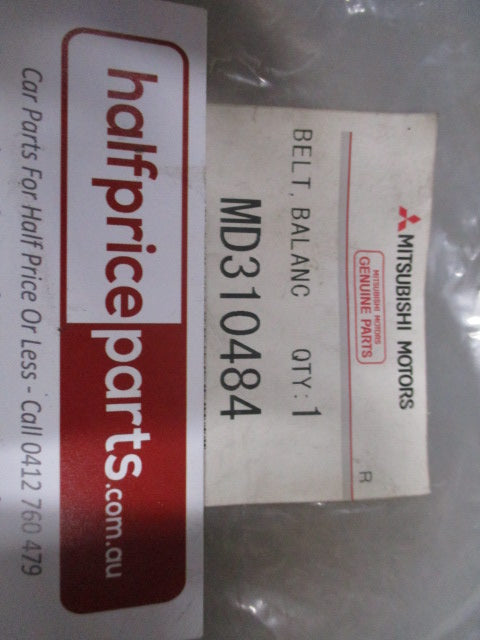 MITSUBISHI MOTORS
MITSUBISHI MOTORS
GENUINE PARTS
R
BELT, BALANC QTY: 1
MD310484
halfpriceparts.com.au
Car Parts For Half Price Or Less - Call 0412 760 479